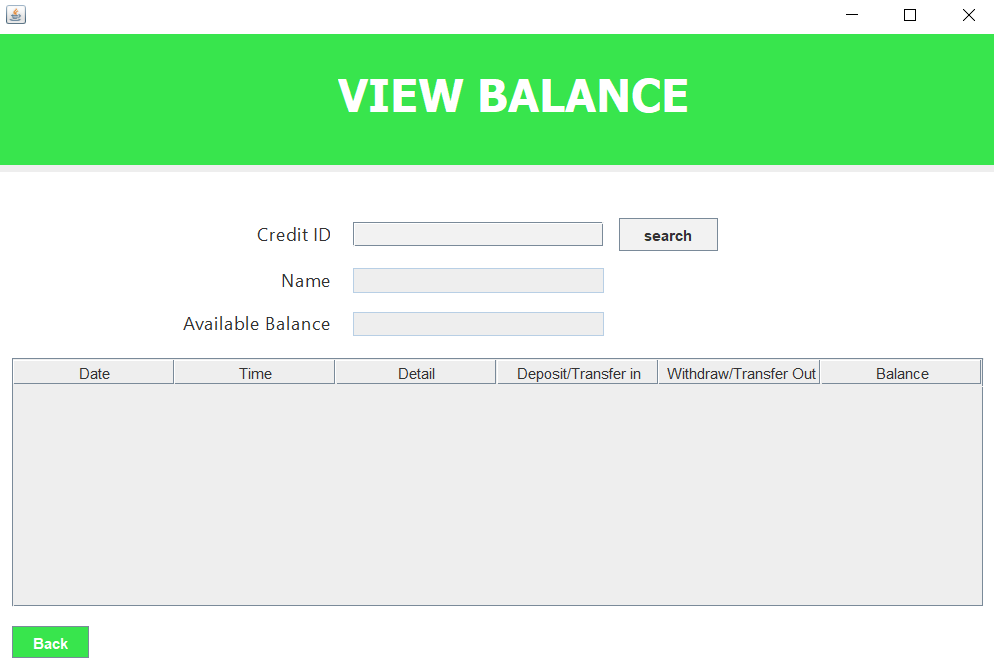 VIEW BALANCE
Credit ID search
Name
Available Balance
Date Time Detail Deposit/Transfer in Withdraw/Transfer Out Balance
Back